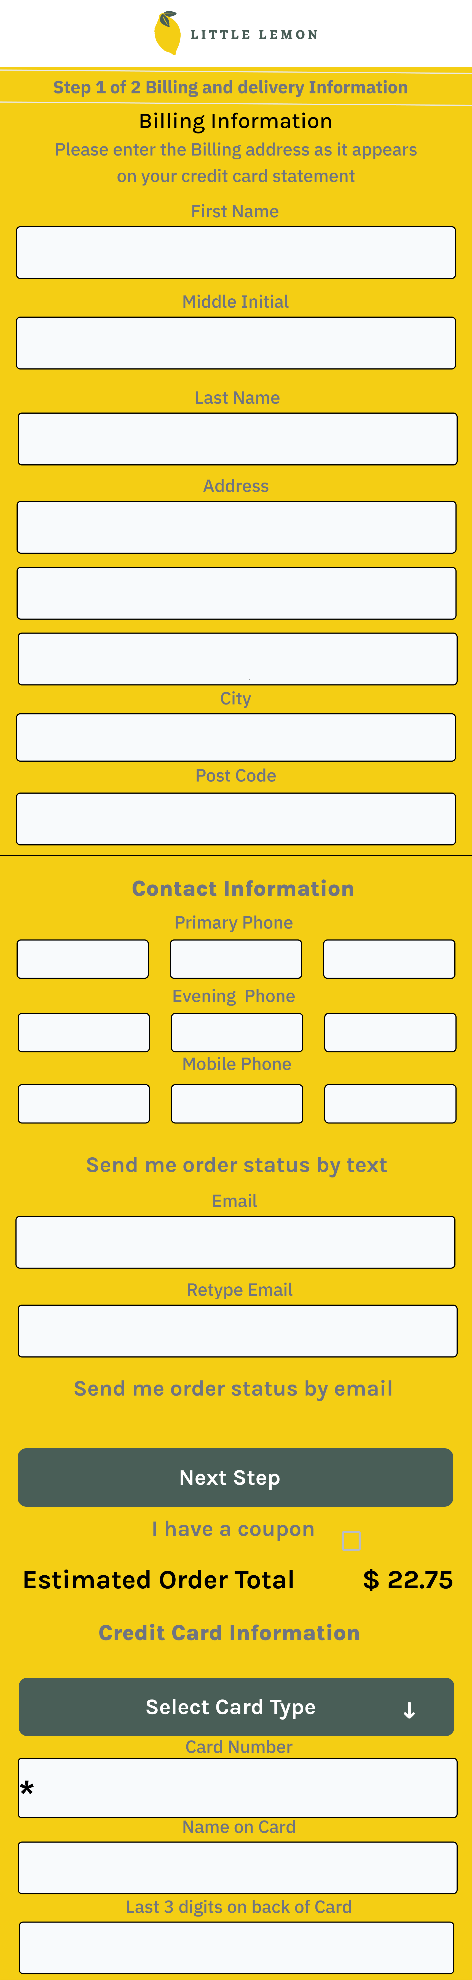 LITTLE LEMON
Step 1 of 2 Billing and delivery Information
Billing Information
Please enter the Billing address as it appears
on your credit card statement
First Name
Middle Initial
Last Name
Address
City
Post Code
Contact Information
Primary Phone
Evening Phone
Mobile Phone
Send me order status by text
Email
Retype Email
Send me order status by email
Next Step
I have a coupon
Estimated Order Total $ 22.75
Credit Card Information
Select Card Type ↓
Card Number
*
Name on Card
Last 3 digits on back of Card